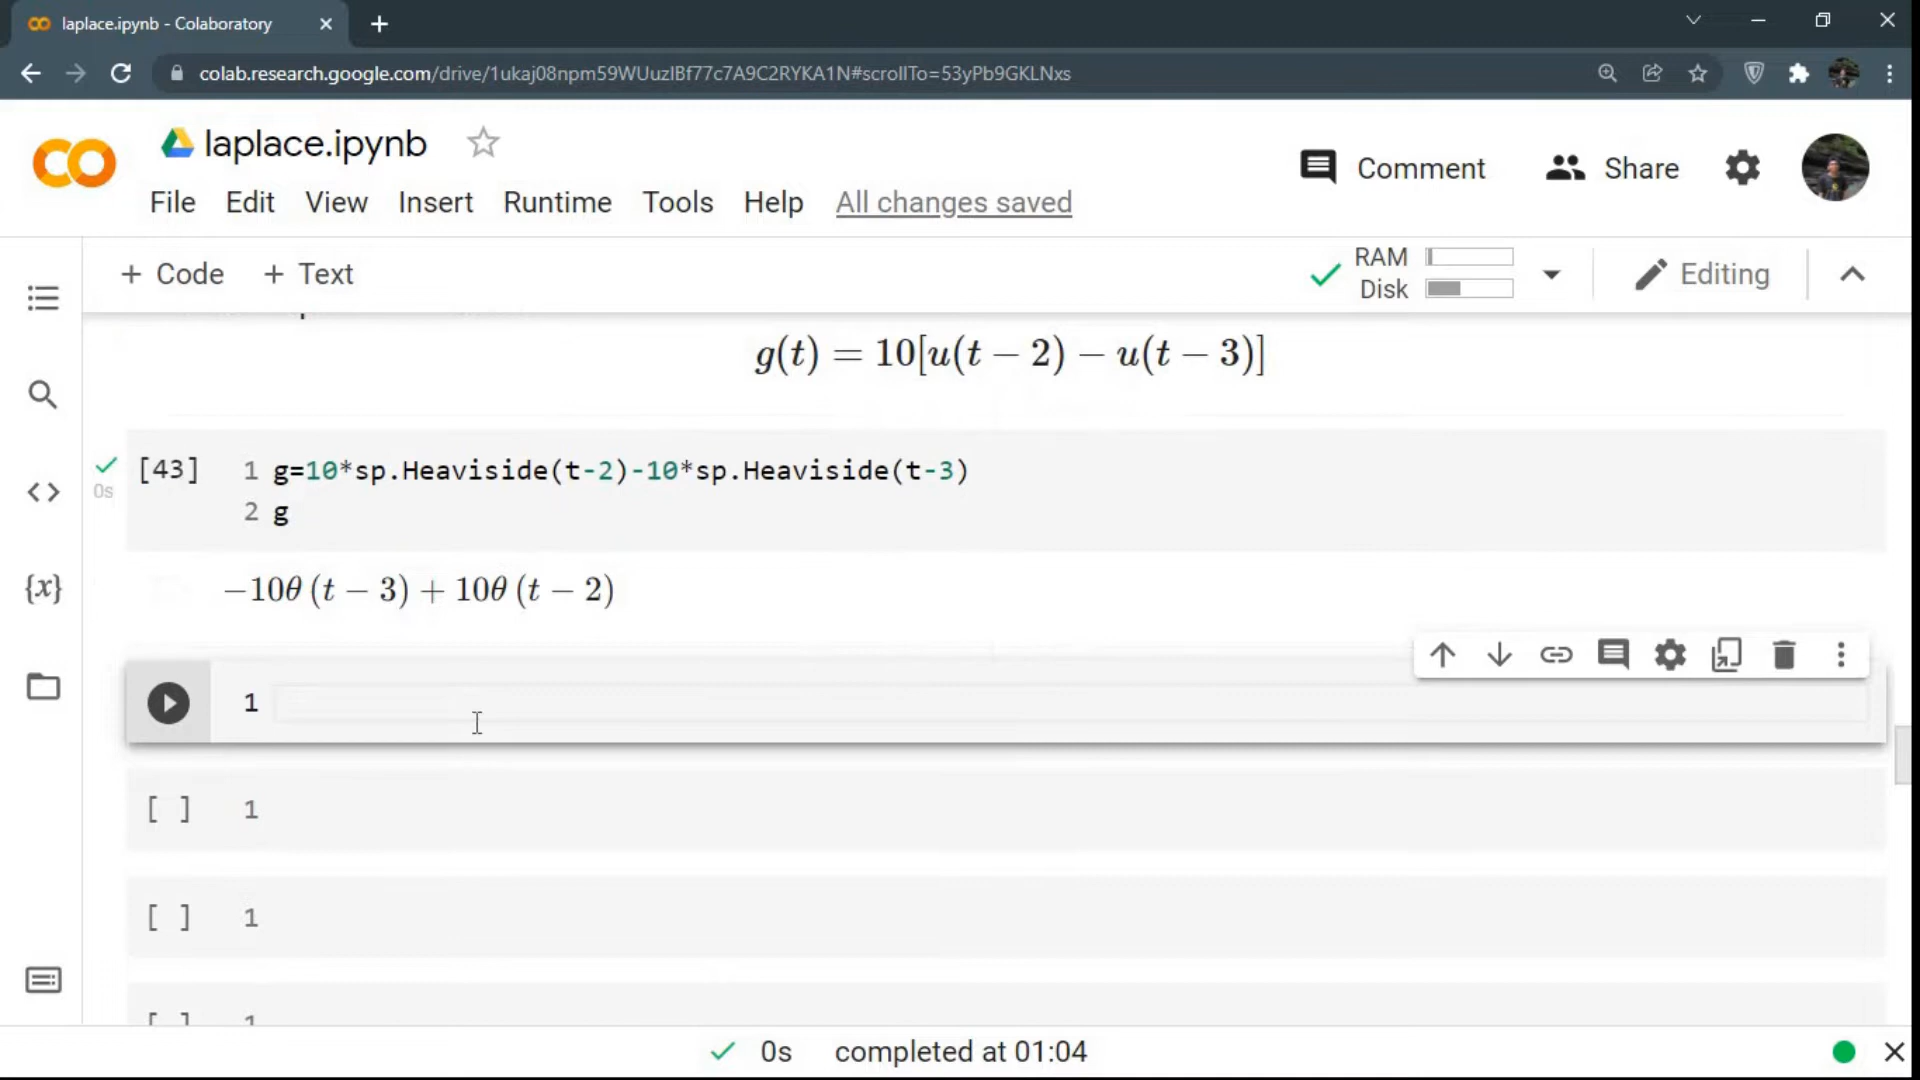 laplace.ipynb - Colaboratory
colab.research.google.com/drive/1ukaj08npm59WUuzIBf77c7A9C2RYKA1N#scrollTo=53yPb9GKLNxs
laplace.ipynb
Comment
Share
File Edit View Insert Runtime Tools Help All changes saved
+ Code + Text
RAM
Disk
Editing
g(t) = 10[u(t − 2) − u(t − 3)]
[43] 1 g=10*sp.Heaviside(t-2)-10*sp.Heaviside(t-3)
0s
2 g
−10θ (t − 3) + 10θ (t − 2)
{x}
1
[ ] 1
[ ] 1
[ ] 1
0s completed at 01:04